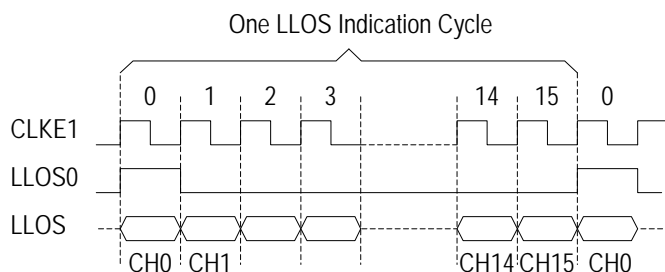 One LLOS Indication Cycle
0 1 2 3 14 15 0
CLKE1
LLOS0
LLOS
CH0 CH1 CH14 CH15 CH0